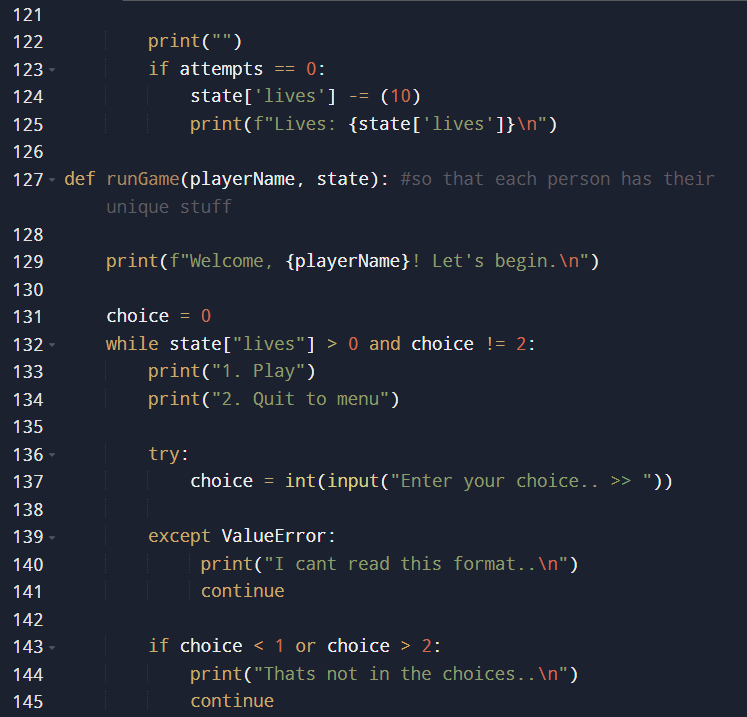 121
122 print("")
123 if attempts == 0:
124 state['lives'] -= (10)
125 print(f"Lives: {state['lives']}\n")
126
127 def runGame(playerName, state): #so that each person has their
unique stuff
128
129 print(f"Welcome, {playerName}! Let's begin.\n")
130
131 choice = 0
132 while state["lives"] > 0 and choice != 2:
133 print("1. Play")
134 print("2. Quit to menu")
135
136 try:
137 choice = int(input("Enter your choice.. >> "))
138
139 except ValueError:
140 print("I cant read this format..\n")
141 continue
142
143 if choice < 1 or choice > 2:
144 print("Thats not in the choices..\n")
145 continue